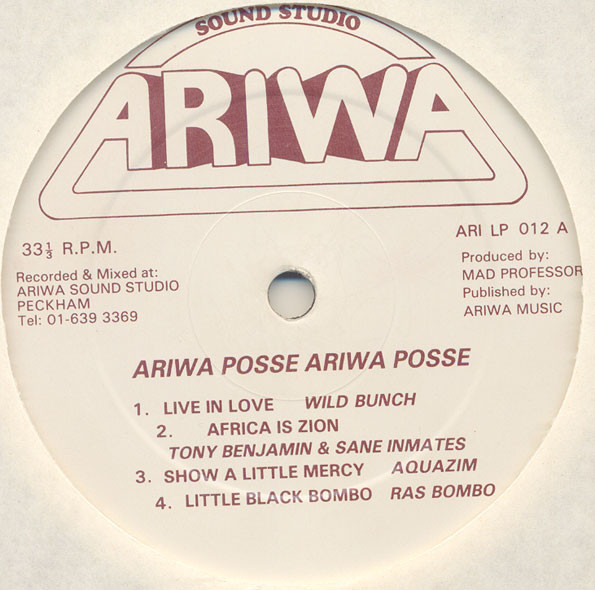 SOUND STUDIO
ARIWA
33⅓ R.P.M.
ARI LP 012 A
Recorded & Mixed at:
ARIWA SOUND STUDIO
PECKHAM
Tel: 01-639 3369
Produced by:
MAD PROFESSOR
Published by:
ARIWA MUSIC
ARIWA POSSE ARIWA POSSE
1. LIVE IN LOVE WILD BUNCH
2. AFRICA IS ZION
TONY BENJAMIN & SANE INMATES
3. SHOW A LITTLE MERCY AQUAZIM
4. LITTLE BLACK BOMBO RAS BOMBO